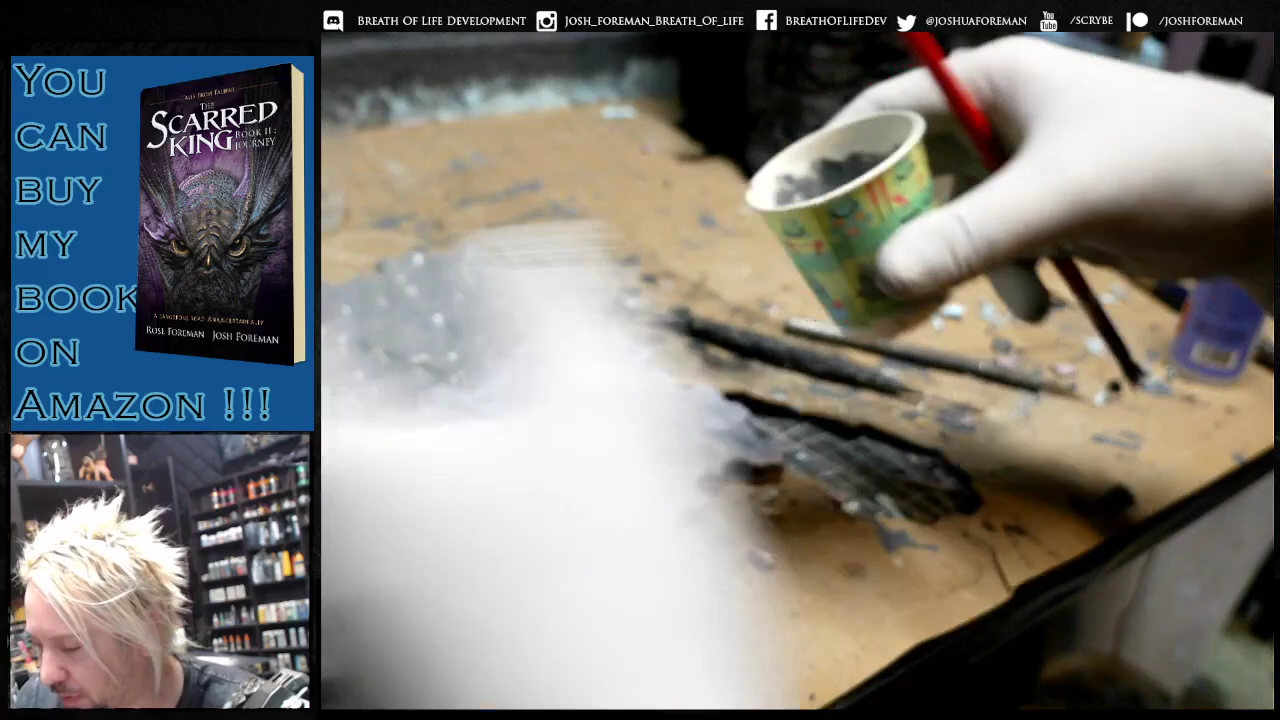 BREATH OF LIFE DEVELOPMENT JOSH_FOREMAN_BREATH_OF_LIFE BREATHOFLIFEDEV @JOSHUAFOREMAN /SCRYBE /JOSHFOREMAN
YOU
CAN
BUY
MY
BOOK
ON
AMAZON !!!
THE
SCARRED
KING
BOOK II:
JOURNEY
ROSE FOREMAN JOSH FOREMAN